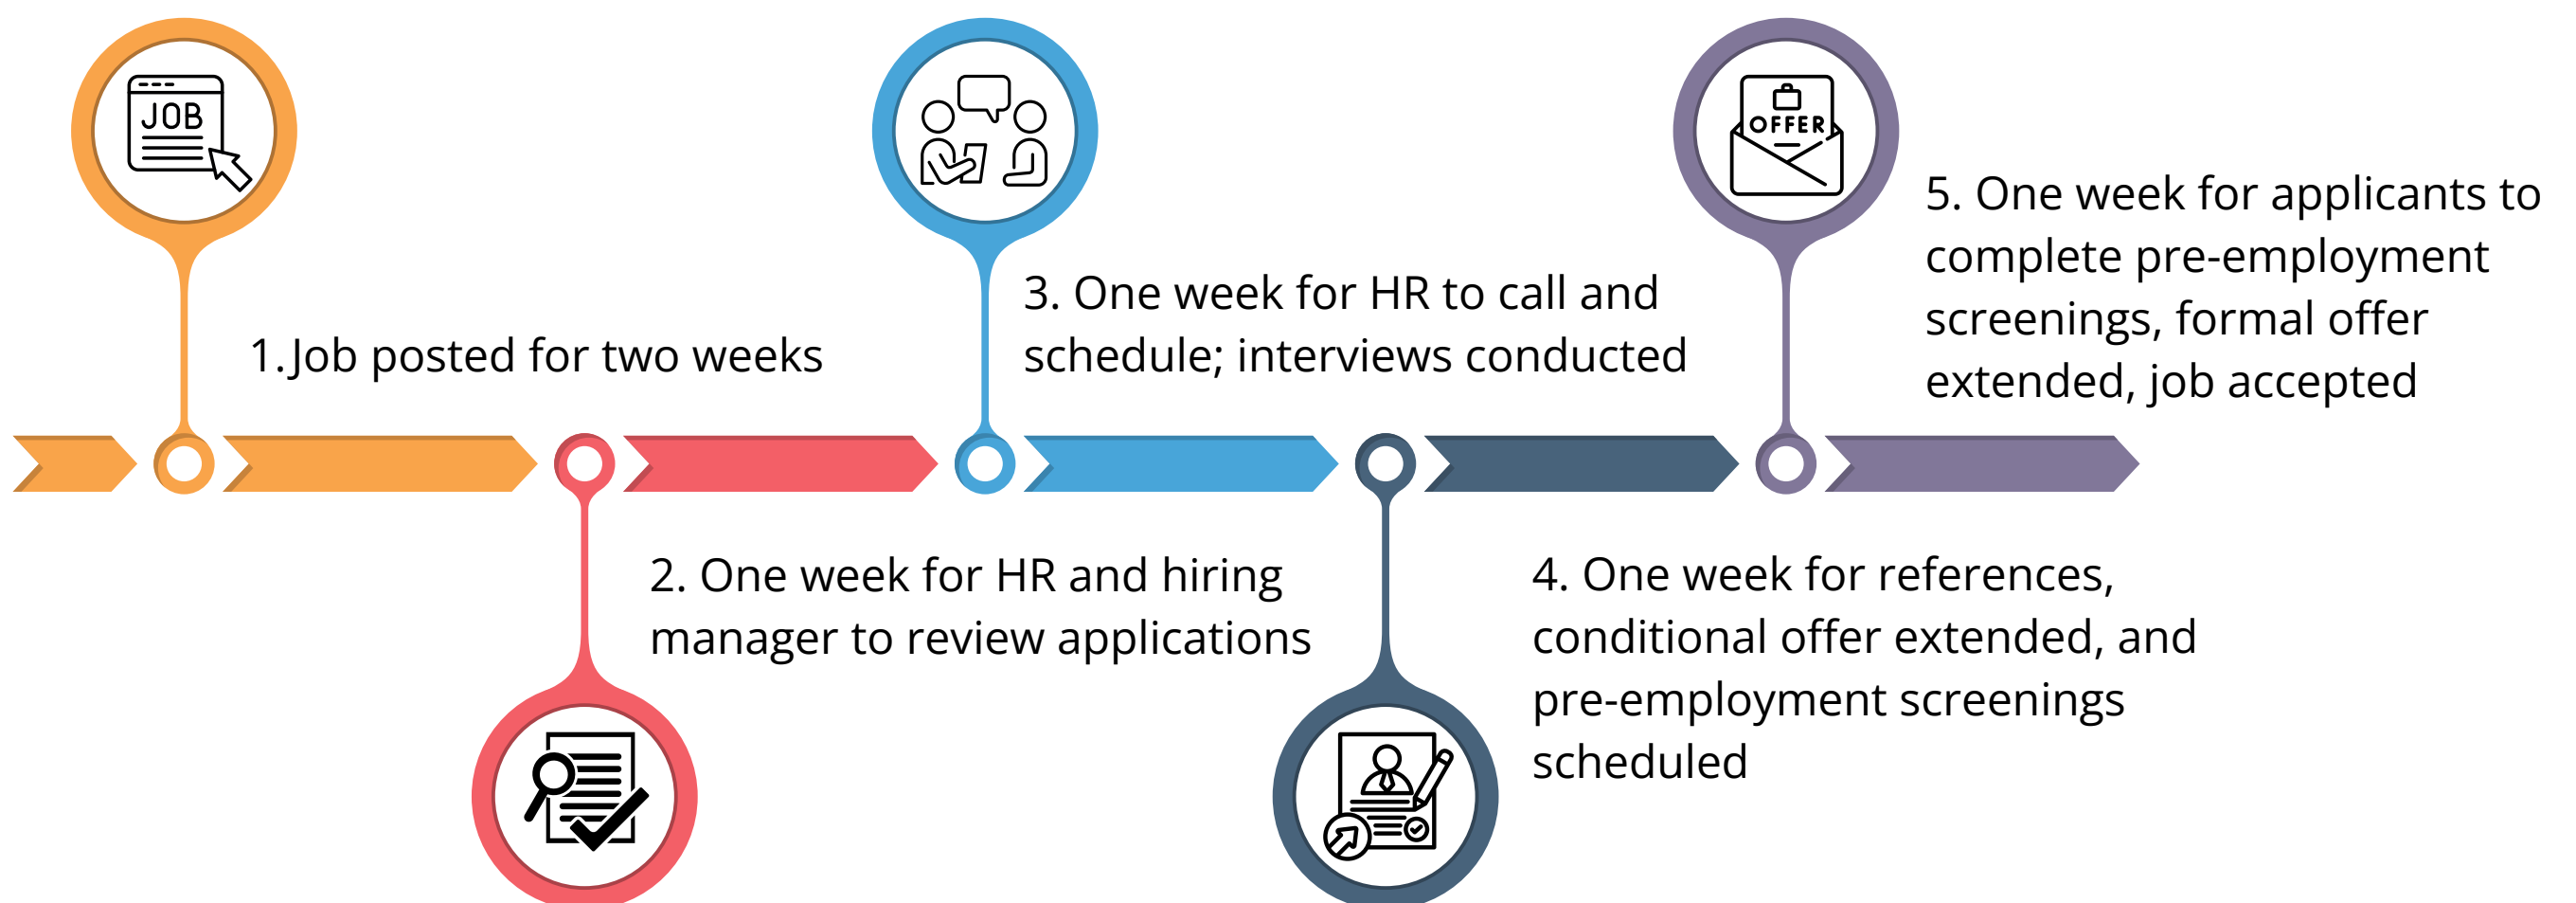 JOB
1.Job posted for two weeks
2. One week for HR and hiring
manager to review applications
3. One week for HR to call and
schedule; interviews conducted
4. One week for references,
conditional offer extended, and
pre-employment screenings
scheduled
OFFER
5. One week for applicants to
complete pre-employment
screenings, formal offer
extended, job accepted